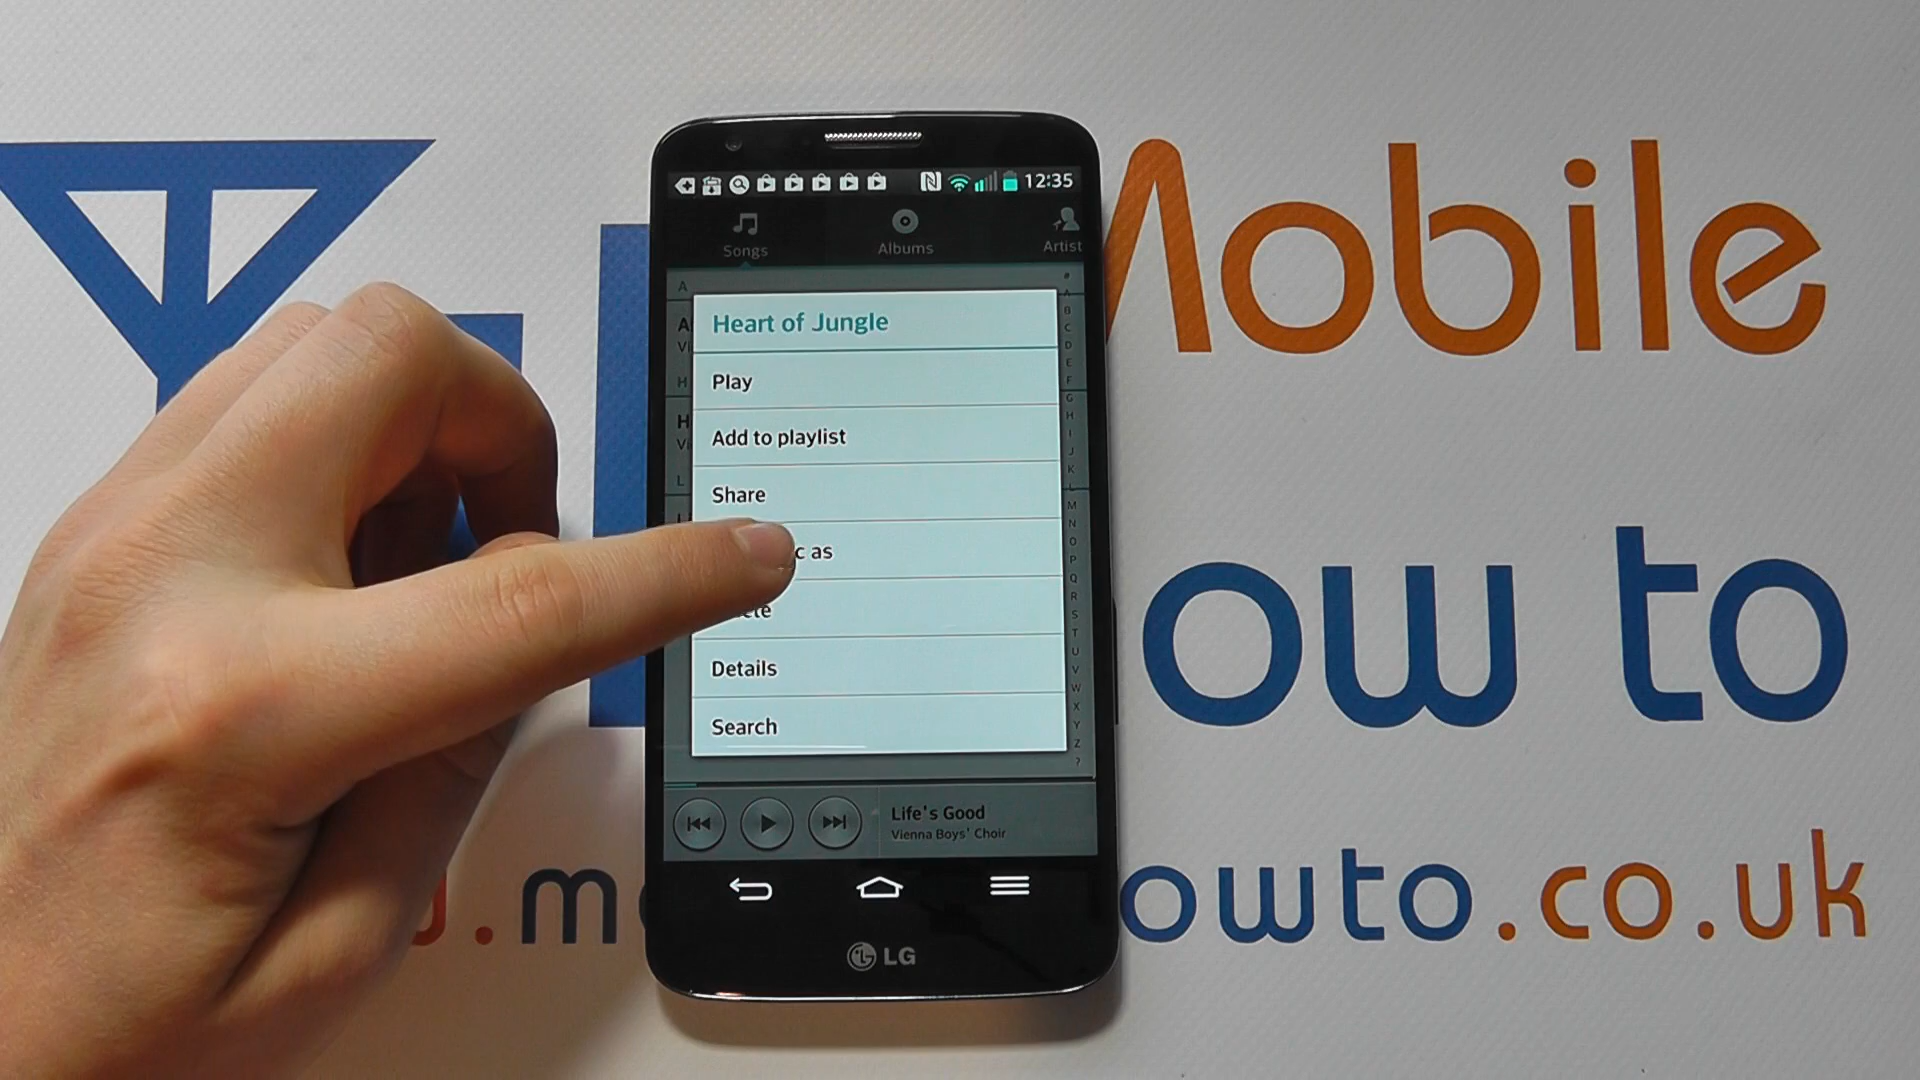 12:35
Songs Albums Artist
A
Heart of Jungle
Play
Add to playlist
Share
c as
Details
Search
A
B
C
D
E
F
G
H
I
J
K
L
M
N
O
P
Q
R
S
T
U
V
W
X
Y
Z
?
H
L
Life's Good
Vienna Boys' Choir
LG
Mobile
ow to
.m owto.co.uk